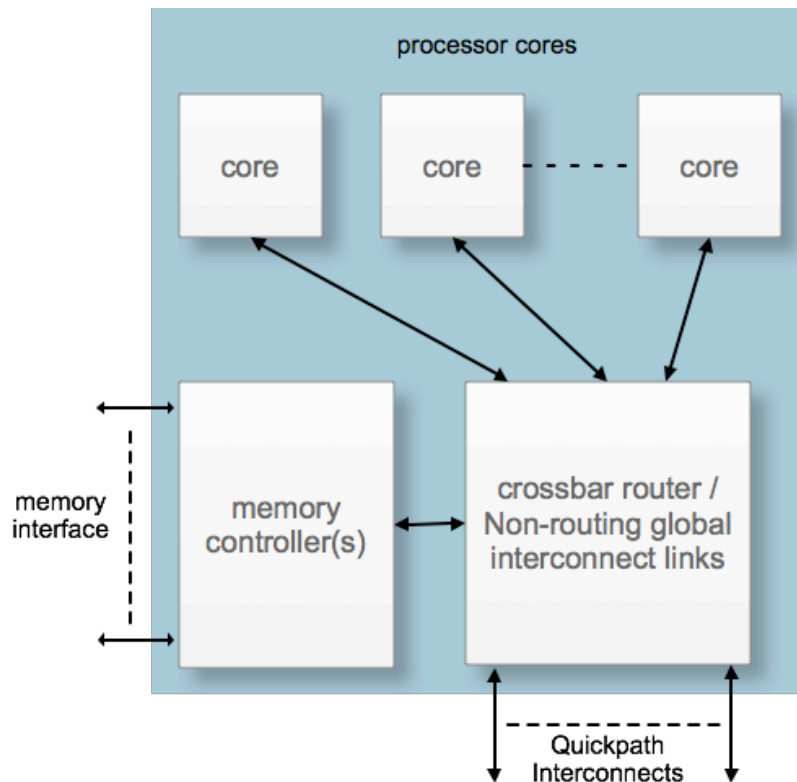 processor cores
core
core
core
memory
interface
memory
controller(s)
crossbar router /
Non-routing global
interconnect links
Quickpath
Interconnects